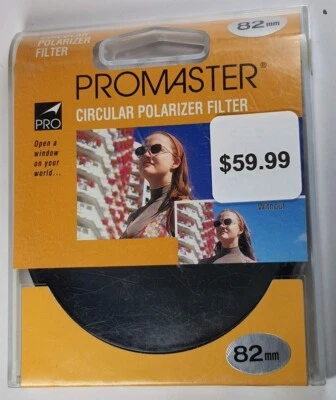 POLARIZER
FILTER
82mm
PROMASTER®
CIRCULAR POLARIZER FILTER
PRO
Open a
window
on your
world...
$59.99
Without
82mm